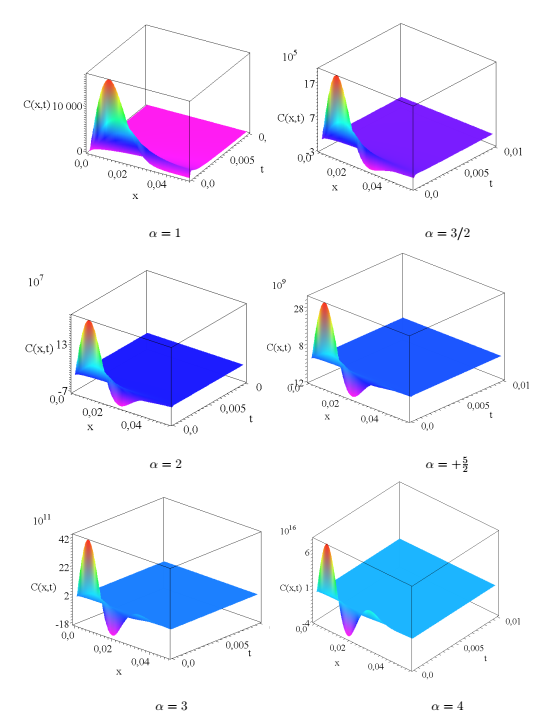 C(x,t) 10 000
0
0,0
0,02
0,04
x
0,0
0,005
0,
t
α = 1
10⁵
17
C(x,t) 7
-3
0,0
0,02
0,04
x
0,0
0,005
0,01
t
α = 3/2
10⁷
13
C(x,t)
-7
0,0
0,02
0,04
x
0,0
0,005
0
t
α = 2
10⁹
28
C(x,t) 8
-12
0,0
0,02
0,04
x
0,0
0,005
0,01
t
α = +5/2
10¹¹
42
22
C(x,t)
2
-18
0,0
0,02
0,04
x
0,0
0,005
t
α = 3
10¹⁶
6
C(x,t) 1
-4
0,0
0,02
0,04
x
0,0
0,005
0,01
t
α = 4